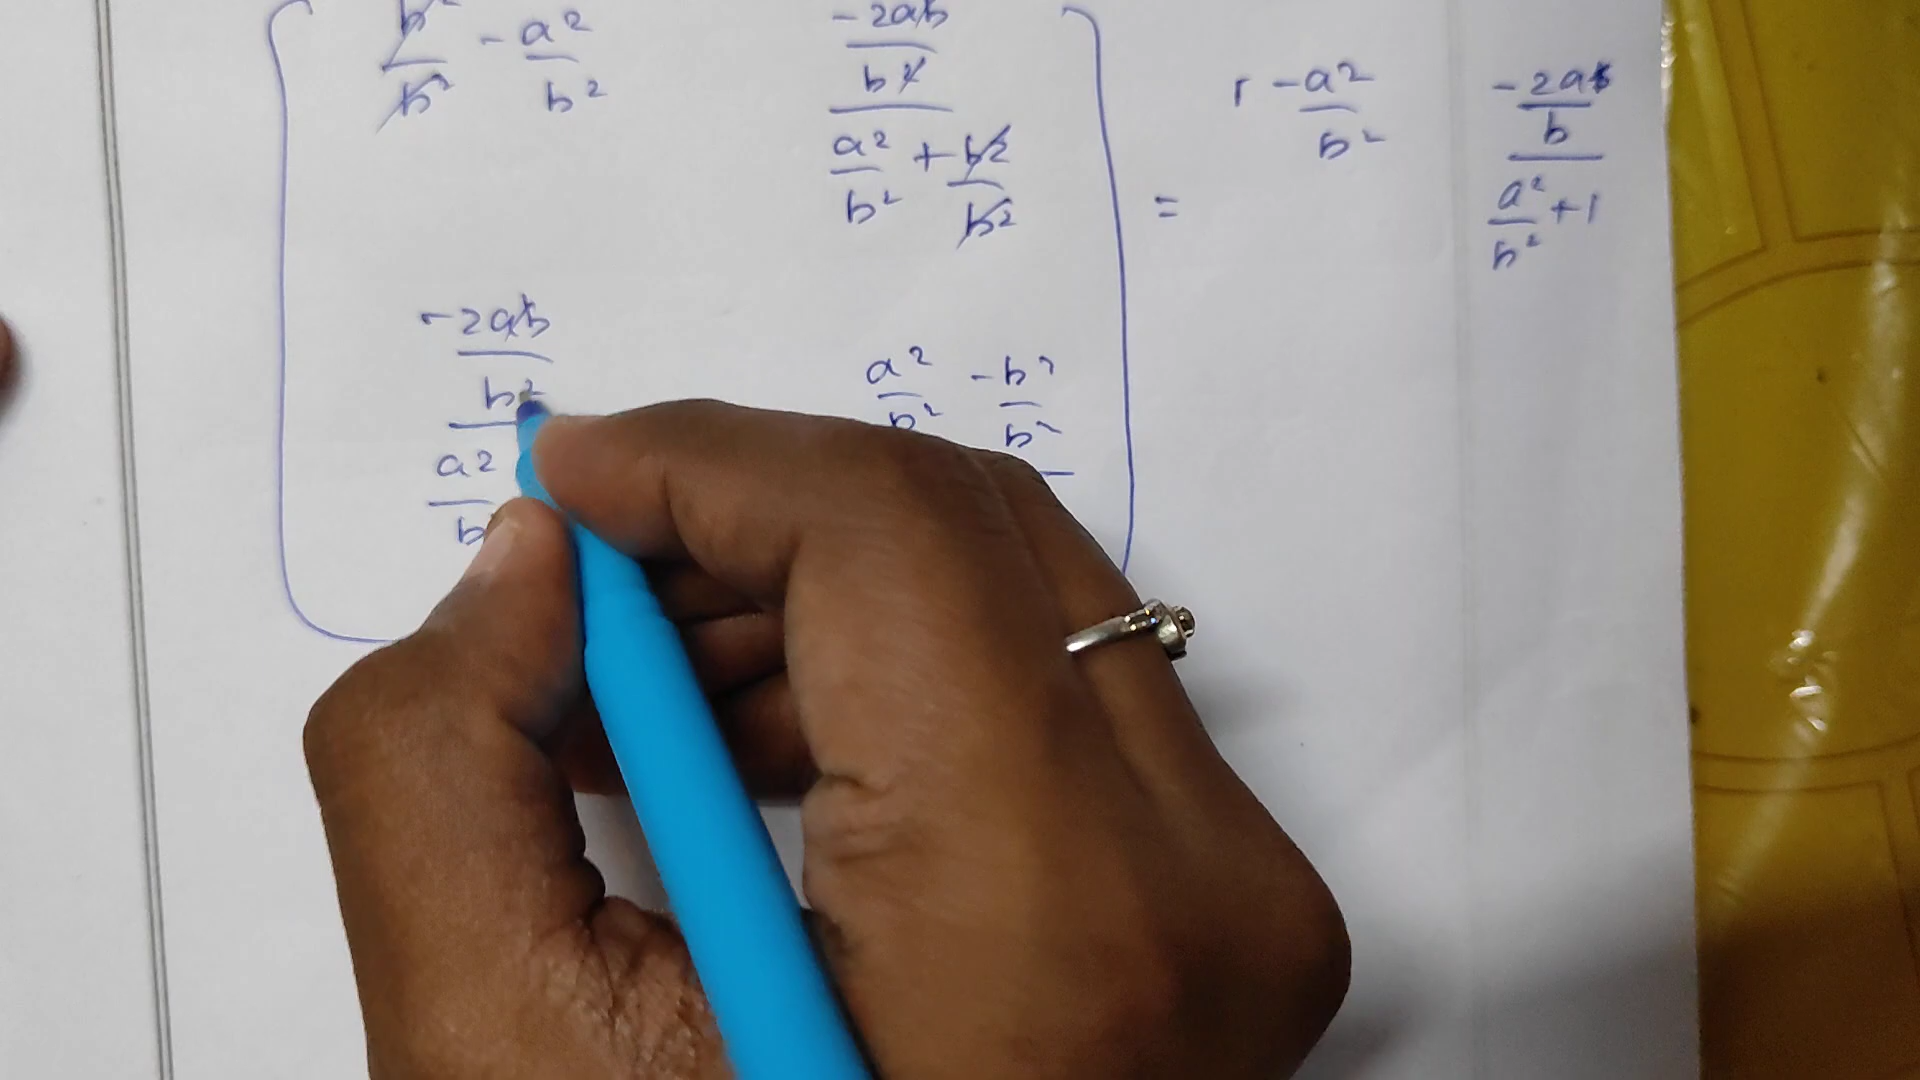 b² / b² - a² / b²    -2ab / b² / a² / b² + b² / b²
-2ab / b² / a² / b    a² / b² - b² / b²
= 1 - a² / b²    -2a / b / a² / b² + 1